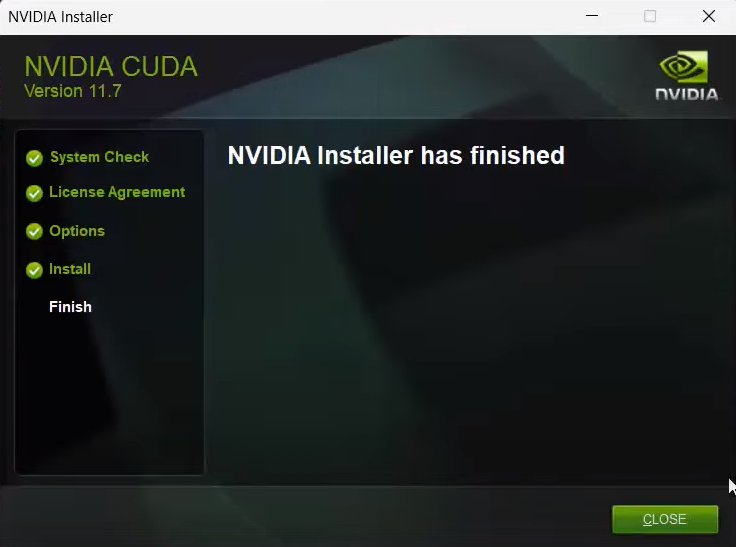 NVIDIA Installer
NVIDIA CUDA
Version 11.7
NVIDIA
System Check
License Agreement
Options
Install
Finish
NVIDIA Installer has finished
CLOSE